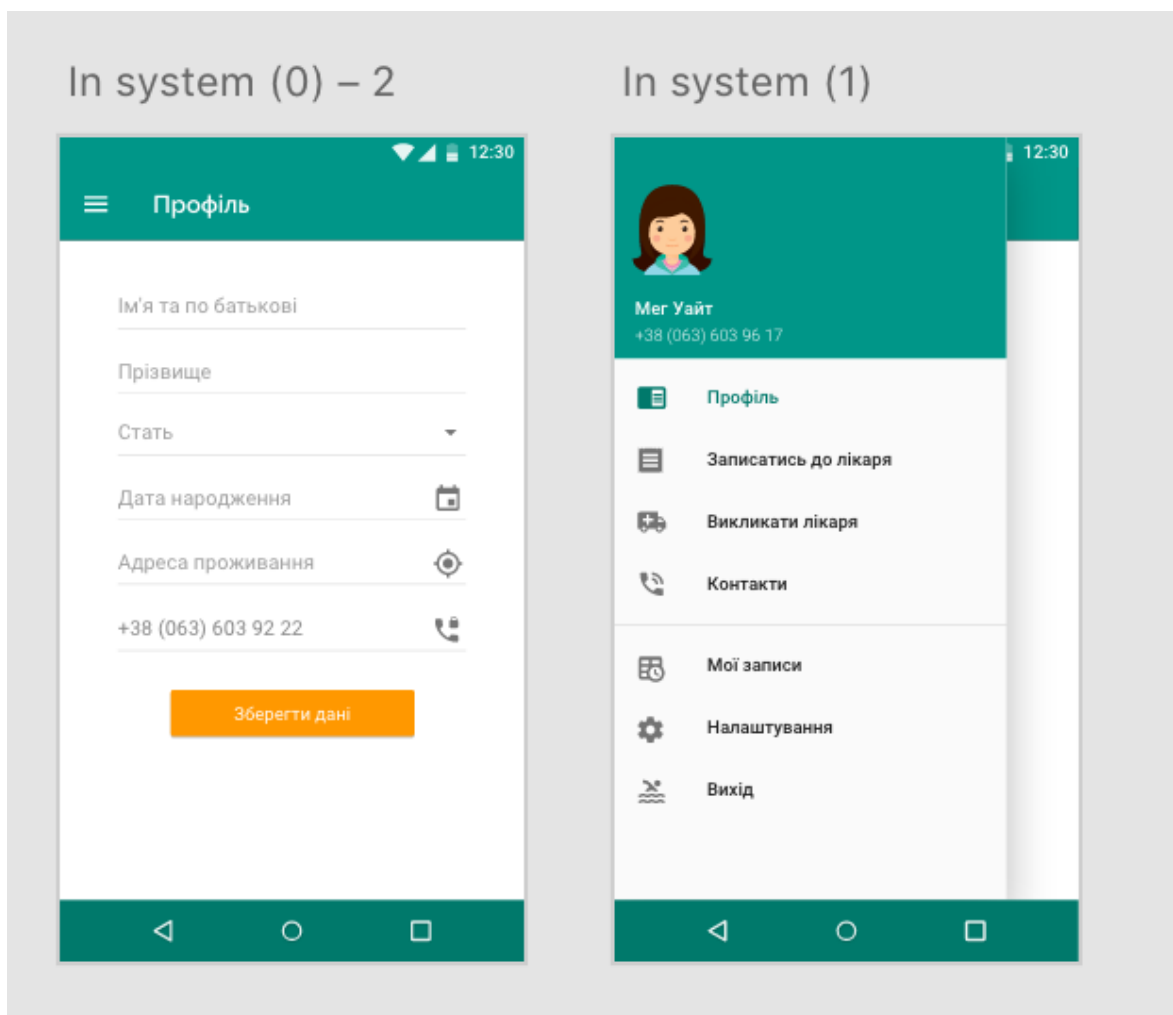 In system (0) – 2
12:30
Профіль
Ім'я та по батькові
Прізвище
Стать
Дата народження
Адреса проживання
+38 (063) 603 92 22
Зберегти дані
In system (1)
12:30
Мег Уайт
+38 (063) 603 96 17
Профіль
Записатись до лікаря
Викликати лікаря
Контакти
Мої записи
Налаштування
Вихід